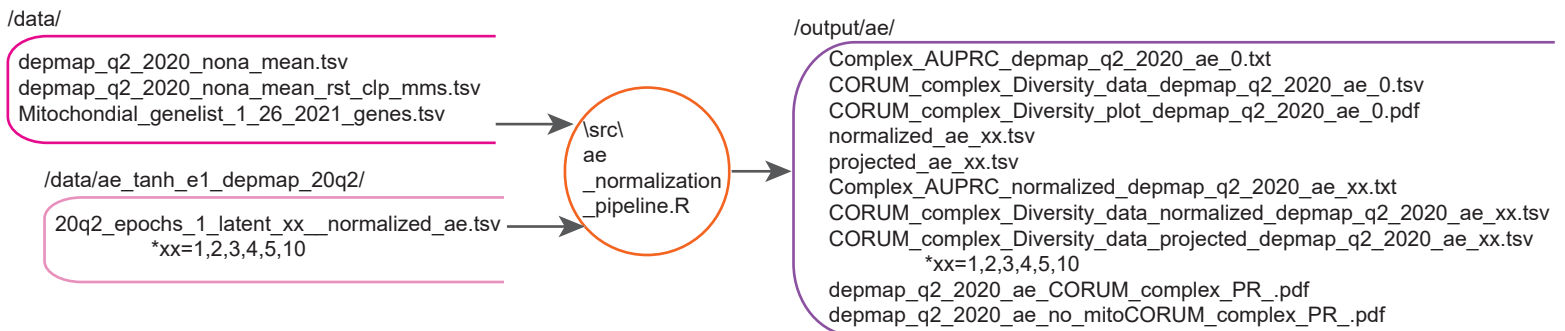 /data/
depmap_q2_2020_nona_mean.tsv
depmap_q2_2020_nona_mean_rst_clp_mms.tsv
Mitochondial_genelist_1_26_2021_genes.tsv
/data/ae_tanh_e1_depmap_20q2/
20q2_epochs_1_latent_xx__normalized_ae.tsv
*xx=1,2,3,4,5,10
\src\
ae
_normalization
_pipeline.R
/output/ae/
Complex_AUPRC_depmap_q2_2020_ae_0.txt
CORUM_complex_Diversity_data_depmap_q2_2020_ae_0.tsv
CORUM_complex_Diversity_plot_depmap_q2_2020_ae_0.pdf
normalized_ae_xx.tsv
projected_ae_xx.tsv
Complex_AUPRC_normalized_depmap_q2_2020_ae_xx.txt
CORUM_complex_Diversity_data_normalized_depmap_q2_2020_ae_xx.tsv
CORUM_complex_Diversity_data_projected_depmap_q2_2020_ae_xx.tsv
*xx=1,2,3,4,5,10
depmap_q2_2020_ae_CORUM_complex_PR_.pdf
depmap_q2_2020_ae_no_mitoCORUM_complex_PR_.pdf